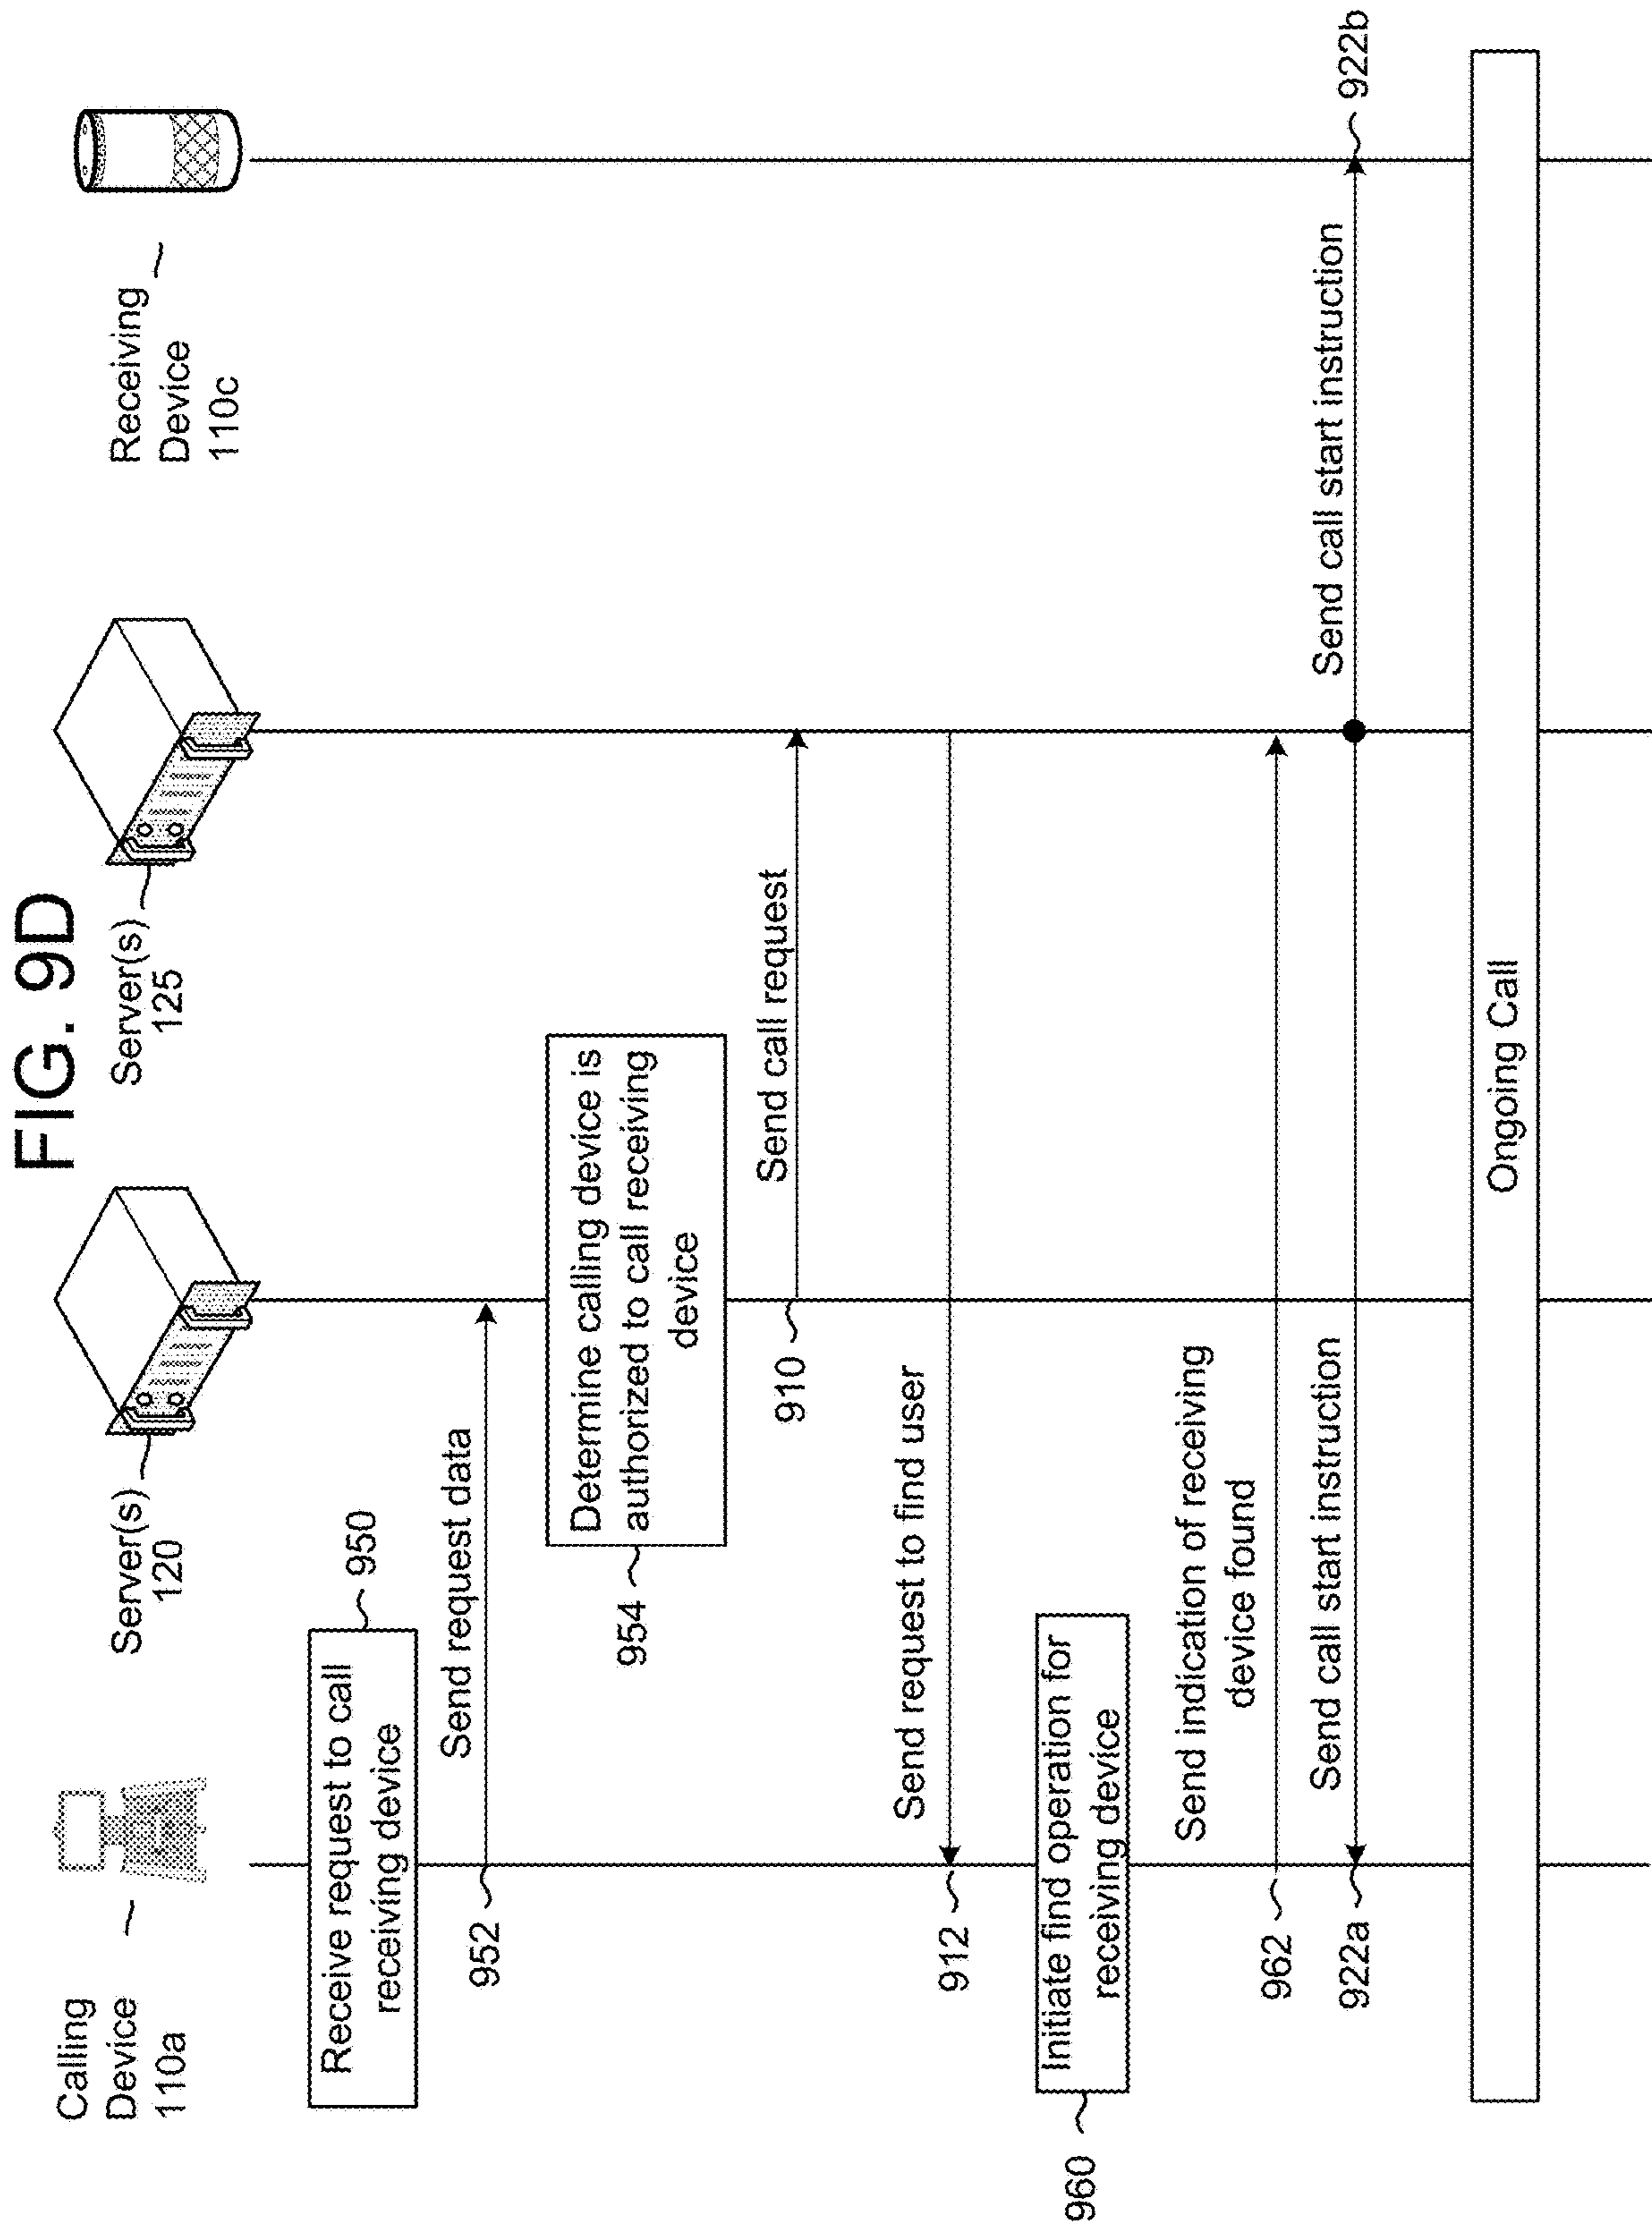 FIG. 9D
Calling
Device
110a
Server(s)
120
Server(s)
125
Receiving
Device
110c
Receive request to call
receiving device
950
Send request data
952
Determine calling device is
authorized to call receiving
device
954
Send call request
910
Send request to find user
912
Initiate find operation for
receiving device
960
Send indication of receiving
device found
962
Send call start instruction
922a
Send call start instruction
922b
Ongoing Call